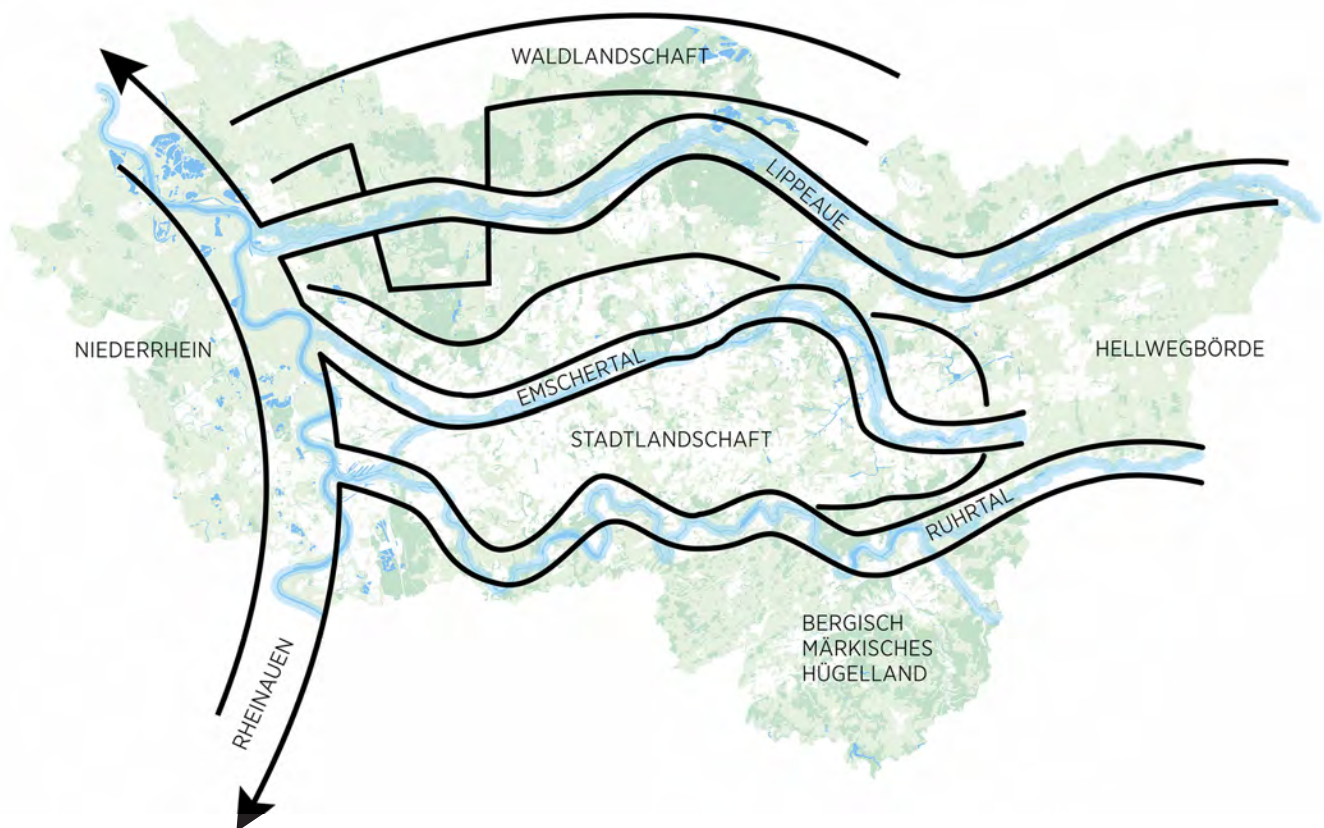 WALDLANDSCHAFT
LIPPEAUE
NIEDERRHEIN
HELLWEGBÖRDE
EMSCHERTAL
STADTLANDSCHAFT
RUHRTAL
BERGISCH
MÄRKISCHES
HÜGELLAND
RHEINAUEN